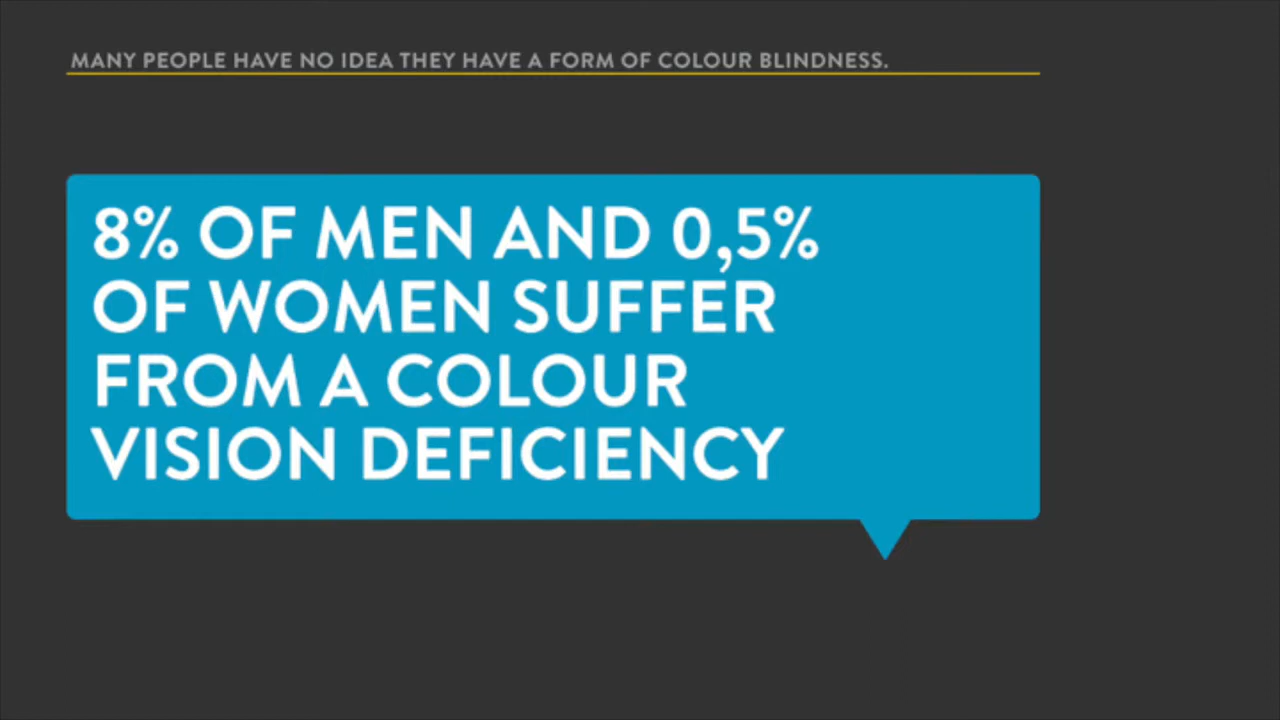 MANY PEOPLE HAVE NO IDEA THEY HAVE A FORM OF COLOUR BLINDNESS.
8% OF MEN AND 0,5%
OF WOMEN SUFFER
FROM A COLOUR
VISION DEFICIENCY